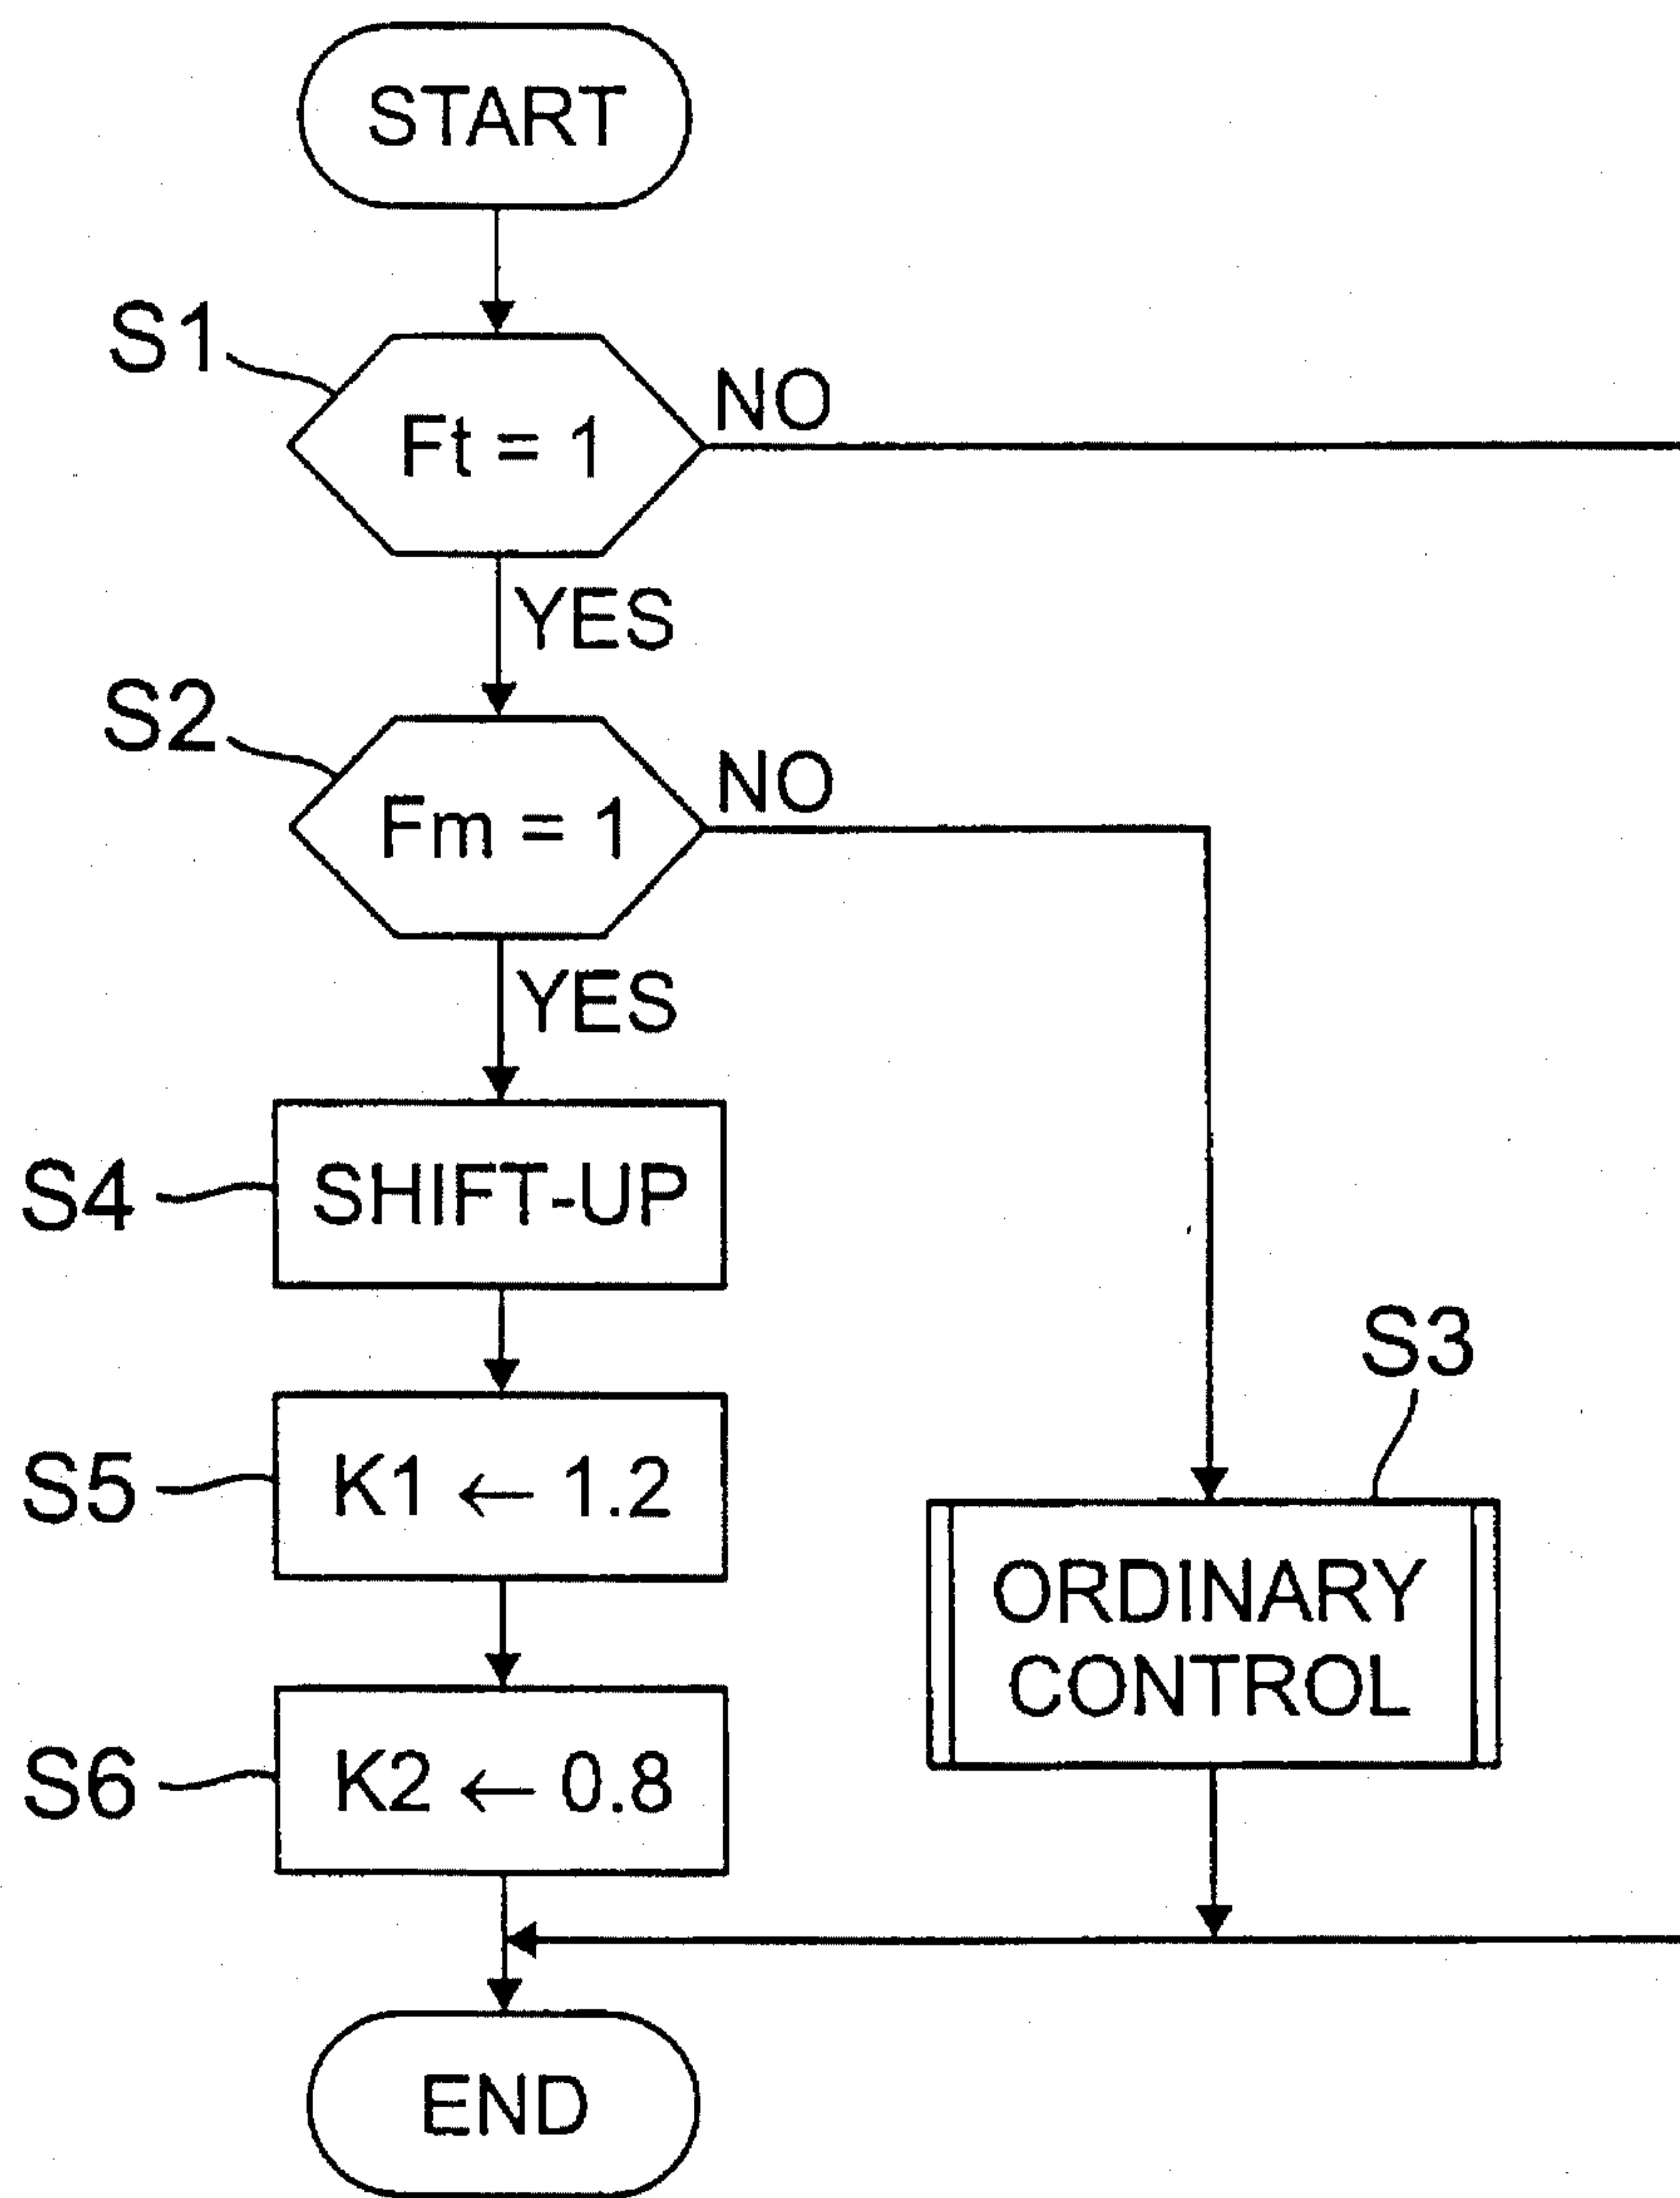 START
S1
Ft = 1
NO
YES
S2
Fm = 1
NO
YES
S4
SHIFT-UP
S3
S5
K1 ← 1.2
ORDINARY
CONTROL
S6
K2 ← 0.8
END